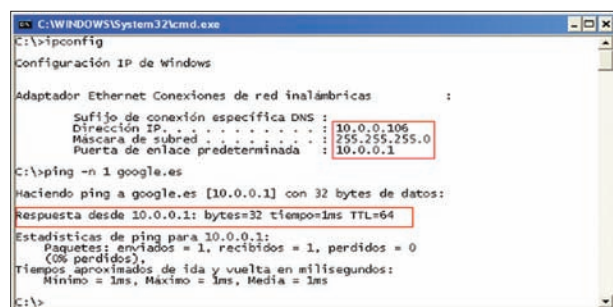 C:\WINDOWS\System32\cmd.exe
C:\>ipconfig
Configuración IP de Windows
Adaptador Ethernet Conexiones de red inalámbricas :
Sufijo de conexión específica DNS :
Dirección IP. . . . . . . . . . . : 10.0.0.106
Máscara de subred . . . . . . . . : 255.255.255.0
Puerta de enlace predeterminada : 10.0.0.1
C:\>ping -n 1 google.es
Haciendo ping a google.es [10.0.0.1] con 32 bytes de datos:
Respuesta desde 10.0.0.1: bytes=32 tiempo=1ms TTL=64
Estadísticas de ping para 10.0.0.1:
Paquetes: enviados = 1, recibidos = 1, perdidos = 0
(0% perdidos),
Tiempos aproximados de ida y vuelta en milisegundos:
Mínimo = 1ms, Máximo = 1ms, Media = 1ms
C:\>